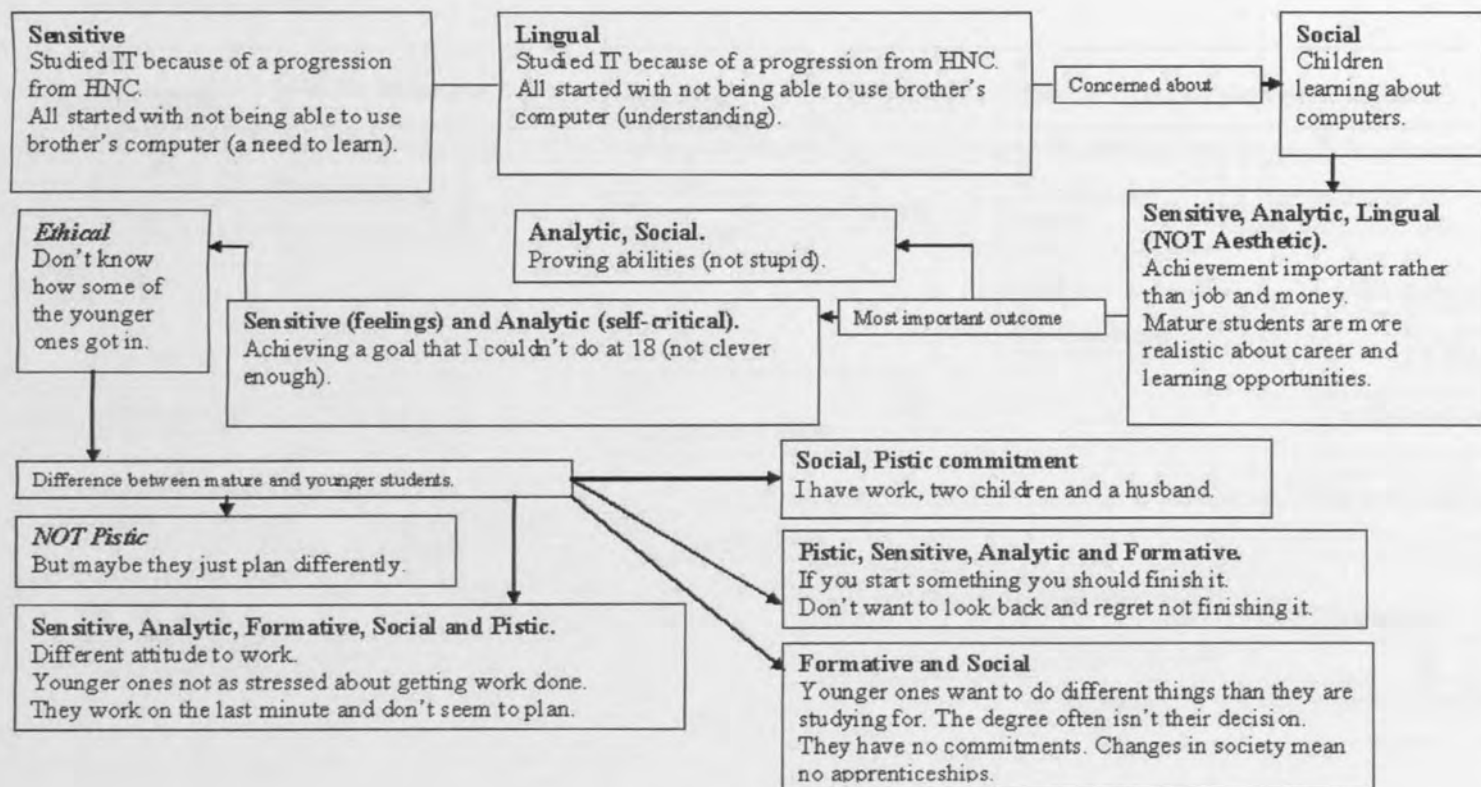 Sensitive
Studied IT because of a progression
from HNC.
All started with not being able to use
brother's computer (a need to learn).
Lingual
Studied IT because of a progression from HNC.
All started with not being able to use brother's
computer (understanding).
Concerned about
Social
Children
learning about
computers.
Sensitive, Analytic, Lingual
(NOT Aesthetic).
Achievement important rather
than job and money.
Mature students are more
realistic about career and
learning opportunities.
Most important outcome
Analytic, Social.
Proving abilities (not stupid).
Sensitive (feelings) and Analytic (self-critical).
Achieving a goal that I couldn't do at 18 (not clever
enough).
Ethical
Don't know
how some of
the younger
ones got in.
Difference between mature and younger students.
NOT Pistic
But maybe they just plan differently.
Sensitive, Analytic, Formative, Social and Pistic.
Different attitude to work.
Younger ones not as stressed about getting work done.
They work on the last minute and don't seem to plan.
Social, Pistic commitment
I have work, two children and a husband.
Pistic, Sensitive, Analytic and Formative.
If you start something you should finish it.
Don't want to look back and regret not finishing it.
Formative and Social
Younger ones want to do different things than they are
studying for. The degree often isn't their decision.
They have no commitments. Changes in society mean
no apprenticeships.